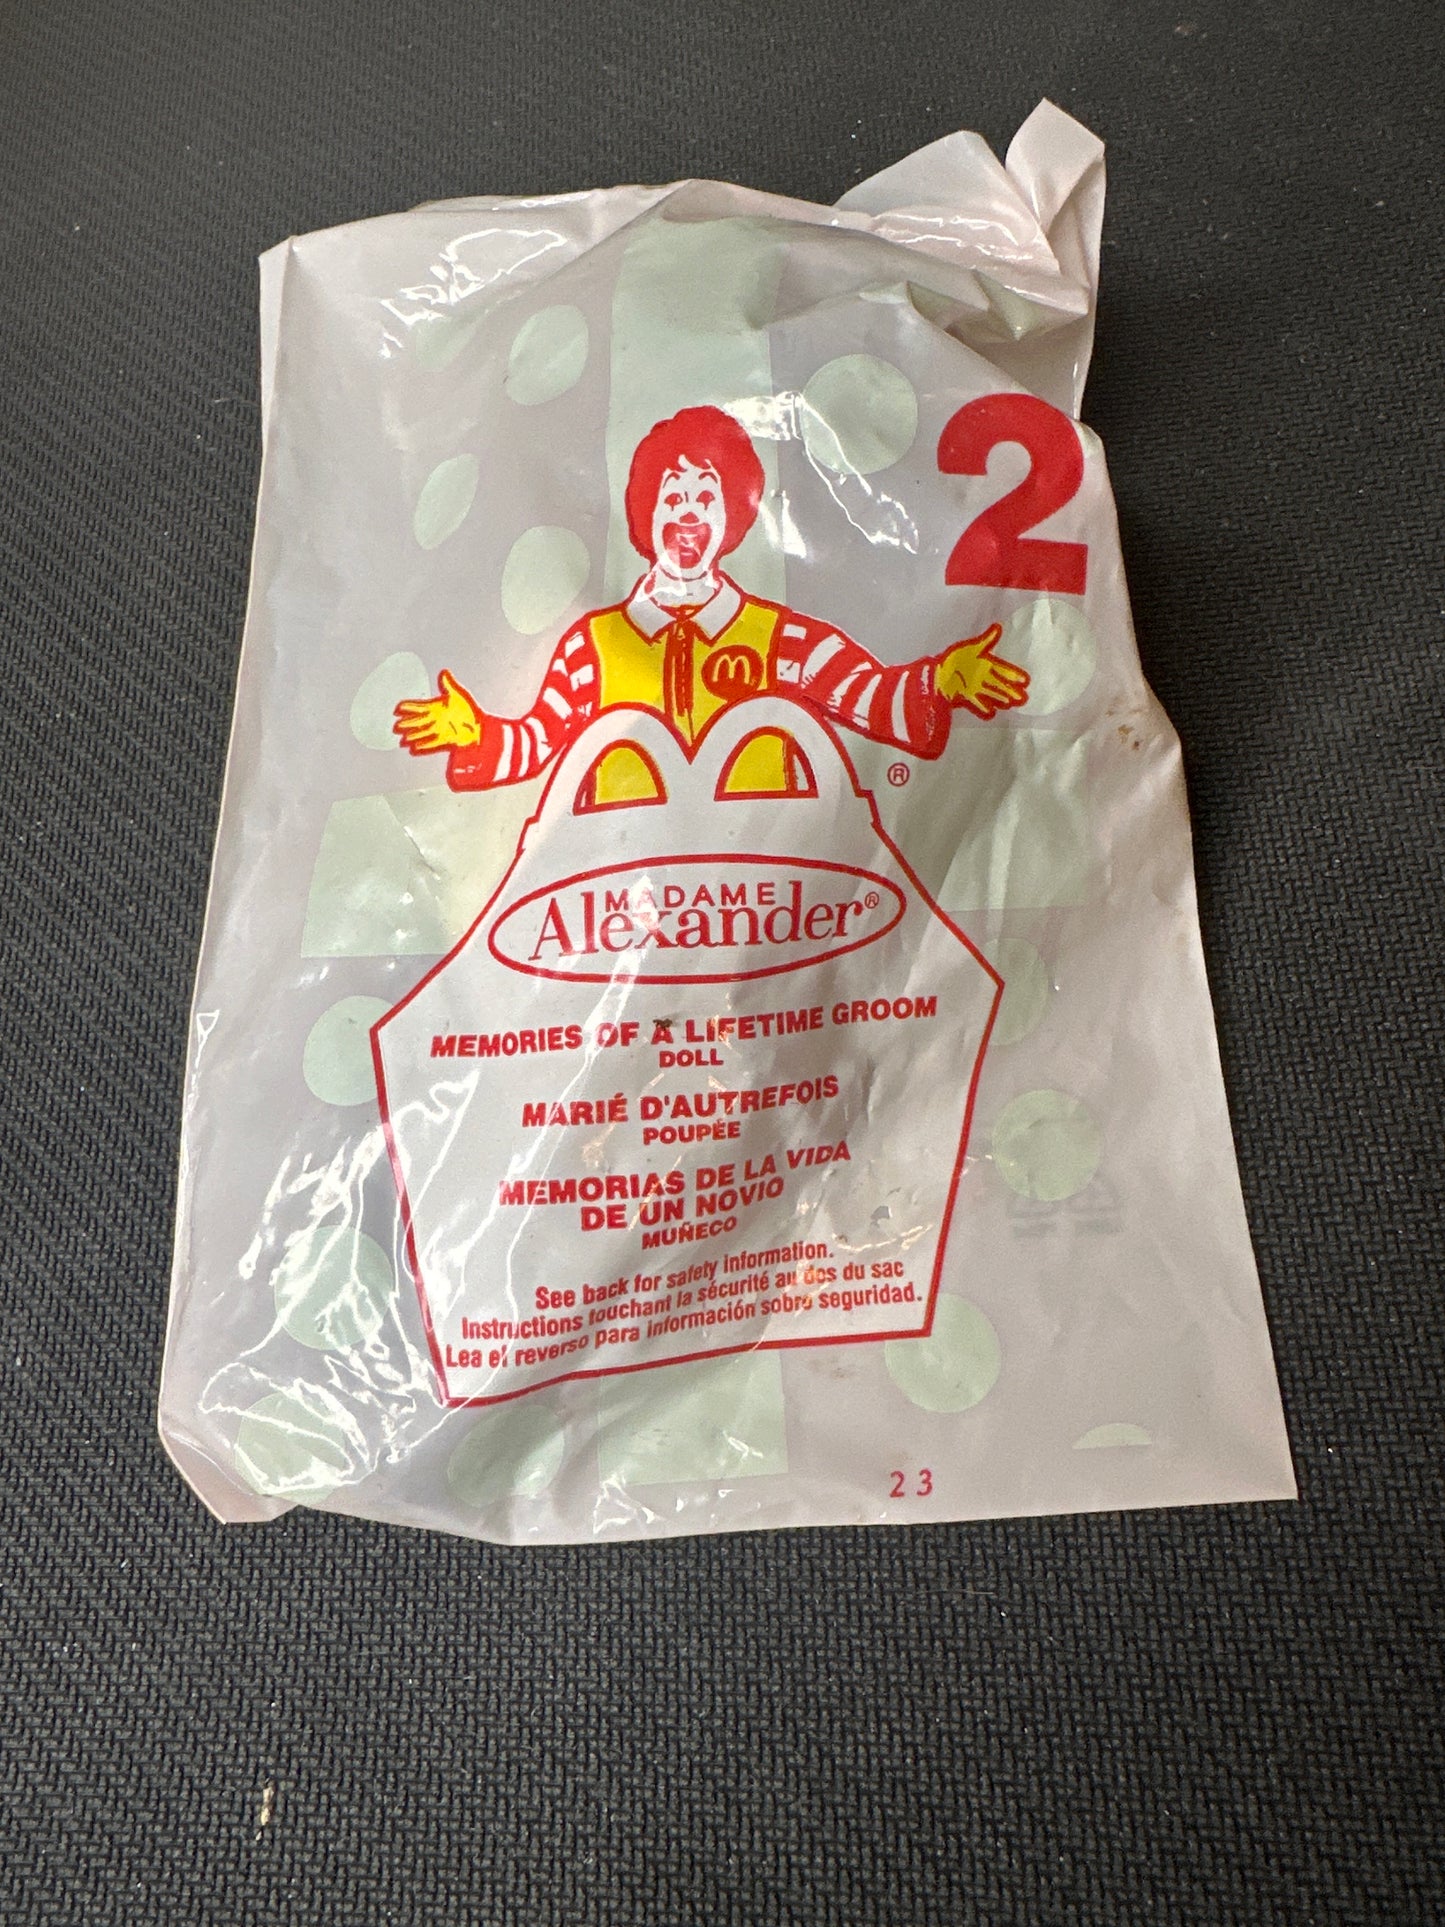 2
®
MADAME
Alexander®
MEMORIES OF A LIFETIME GROOM
DOLL
MARIÉ D'AUTREFOIS
POUPÉE
MEMORIAS DE LA VIDA
DE UN NOVIO
MUÑECO
See back for safety information.
Instructions touchant la sécurité au dos du sac
Lea el reverso para información sobre seguridad.
23